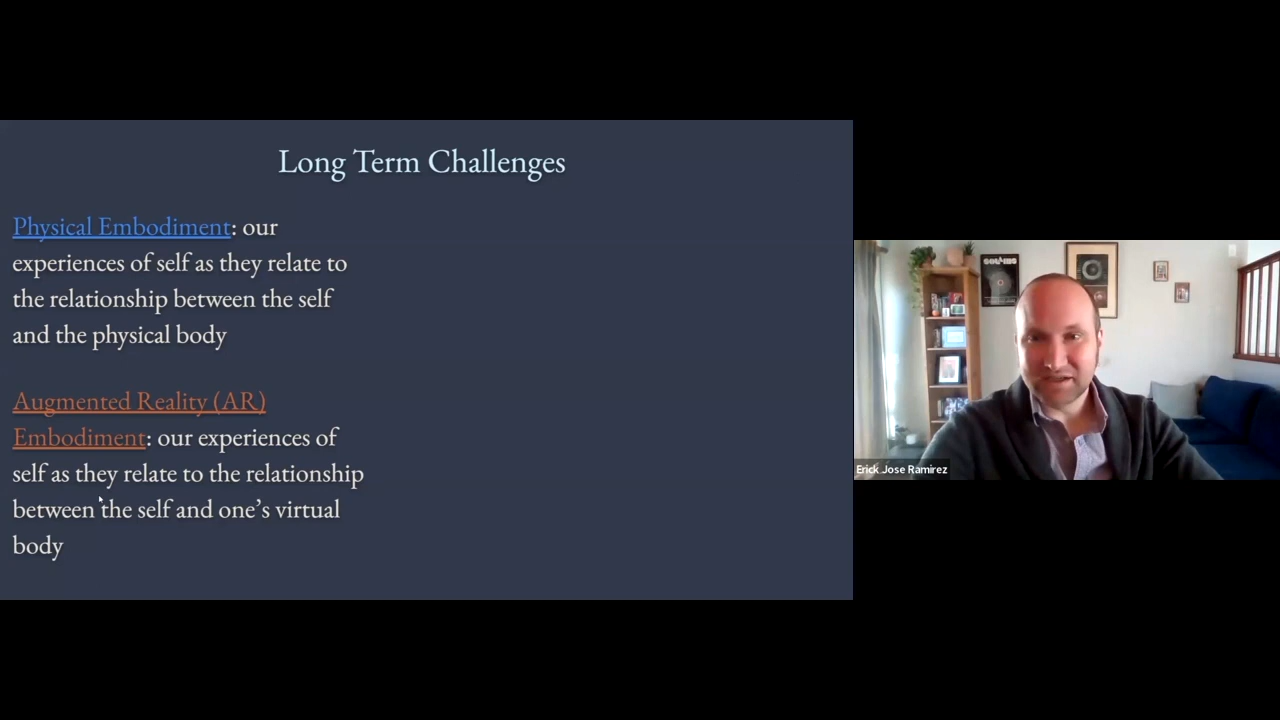 Long Term Challenges
Physical Embodiment: our
experiences of self as they relate to
the relationship between the self
and the physical body
Augmented Reality (AR)
Embodiment: our experiences of
self as they relate to the relationship
between the self and one’s virtual
body
Erick Jose Ramirez